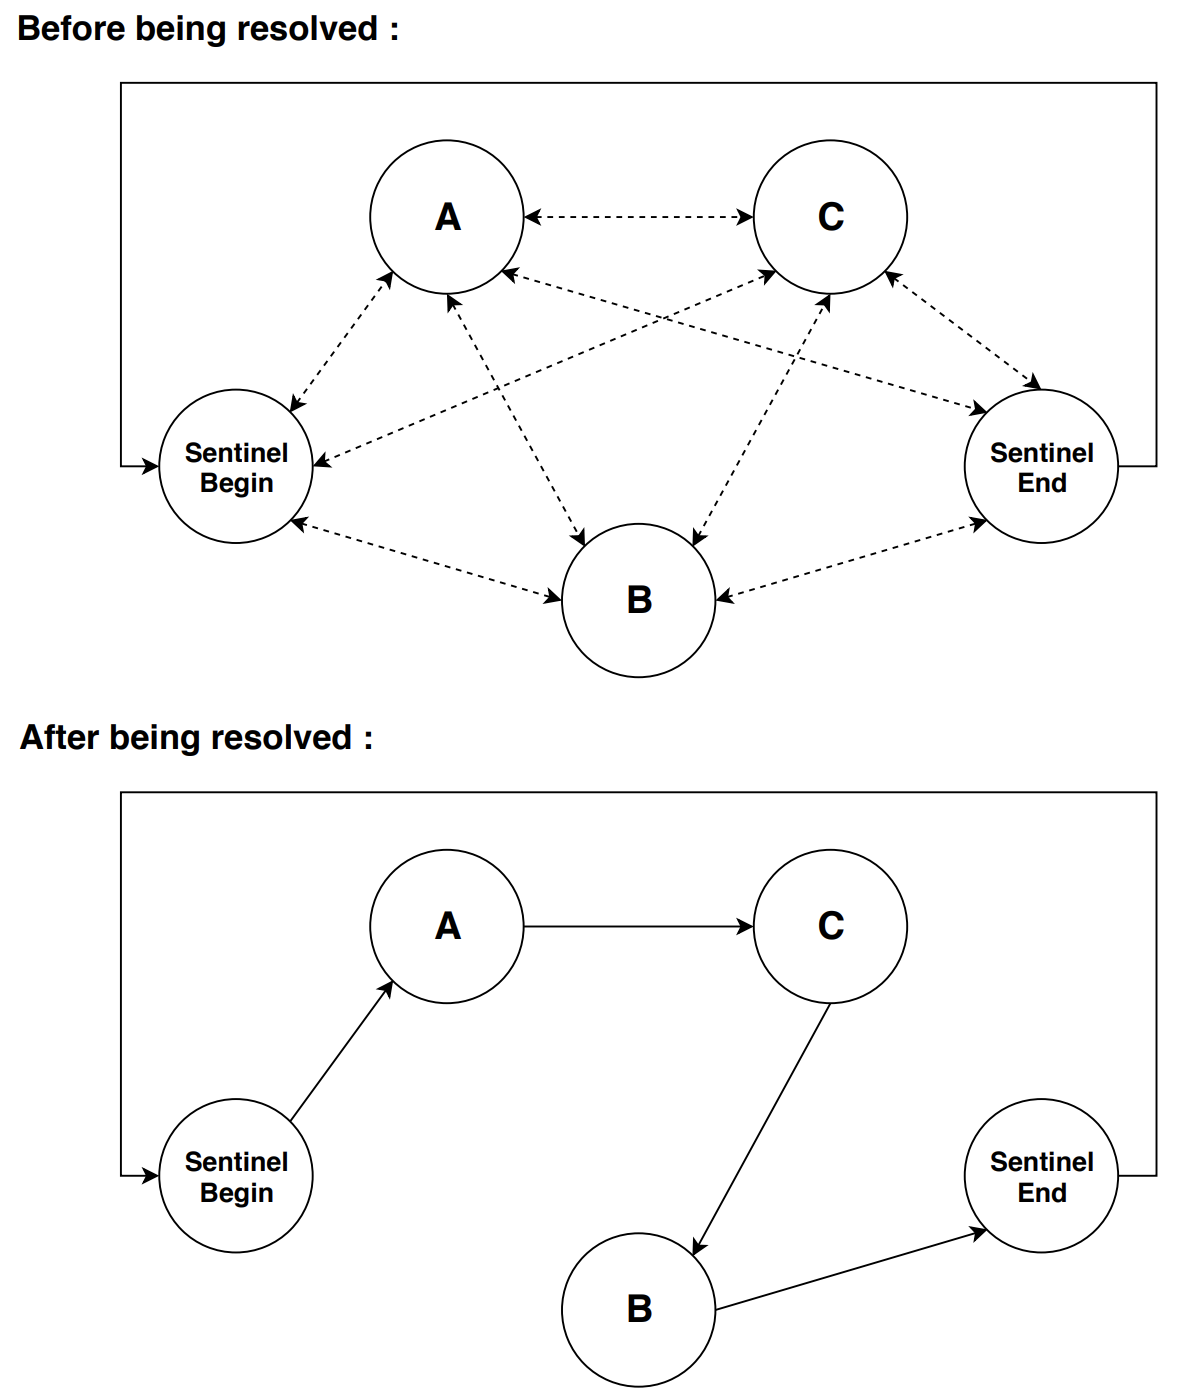 Before being resolved :
A
C
Sentinel
Begin
Sentinel
End
B
After being resolved :
A
C
Sentinel
Begin
Sentinel
End
B